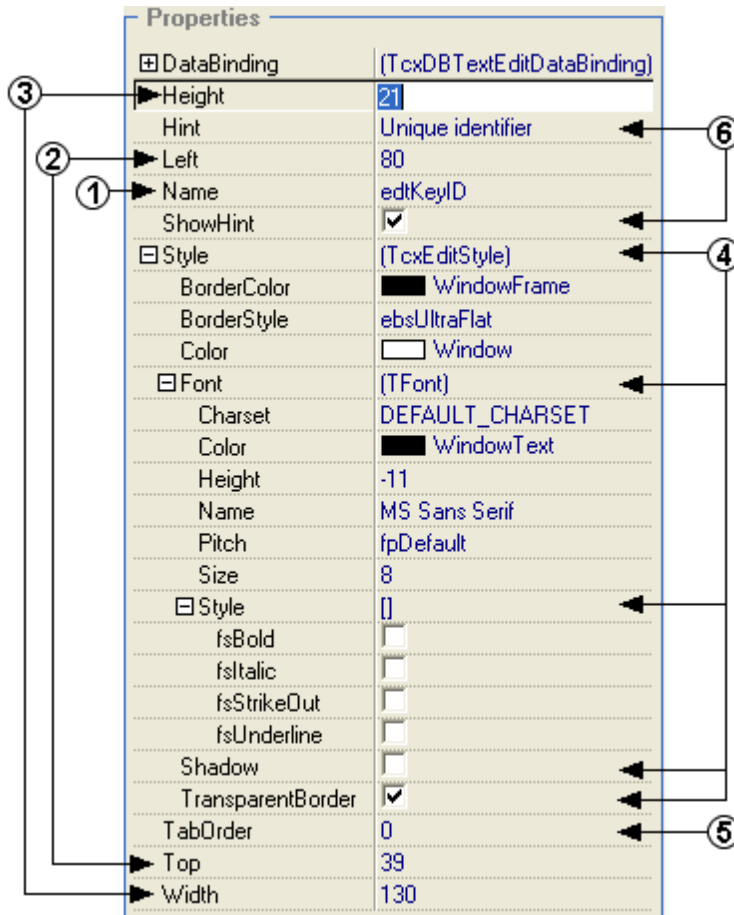 Properties
DataBinding (TcxDBTextEditDataBinding)
③ Height 21
Hint Unique identifier ⑥
② Left 80
① Name edtKeyID
ShowHint
Style (TcxEditStyle) ④
BorderColor WindowFrame
BorderStyle ebsUltraFlat
Color Window
Font (TFont)
Charset DEFAULT_CHARSET
Color WindowText
Height -11
Name MS Sans Serif
Pitch fpDefault
Size 8
Style []
fsBold
fsItalic
fsStrikeOut
fsUnderline
Shadow
TransparentBorder
TabOrder 0 ⑤
Top 39
Width 130